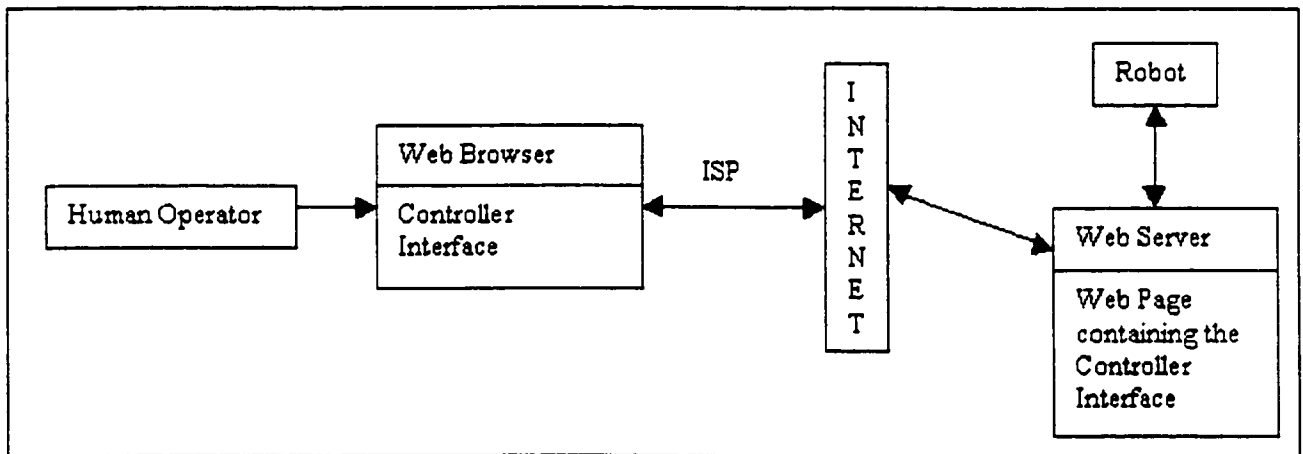 Human Operator
Web Browser
Controller
Interface
ISP
I
N
T
E
R
N
E
T
Robot
Web Server
Web Page
containing the
Controller
Interface